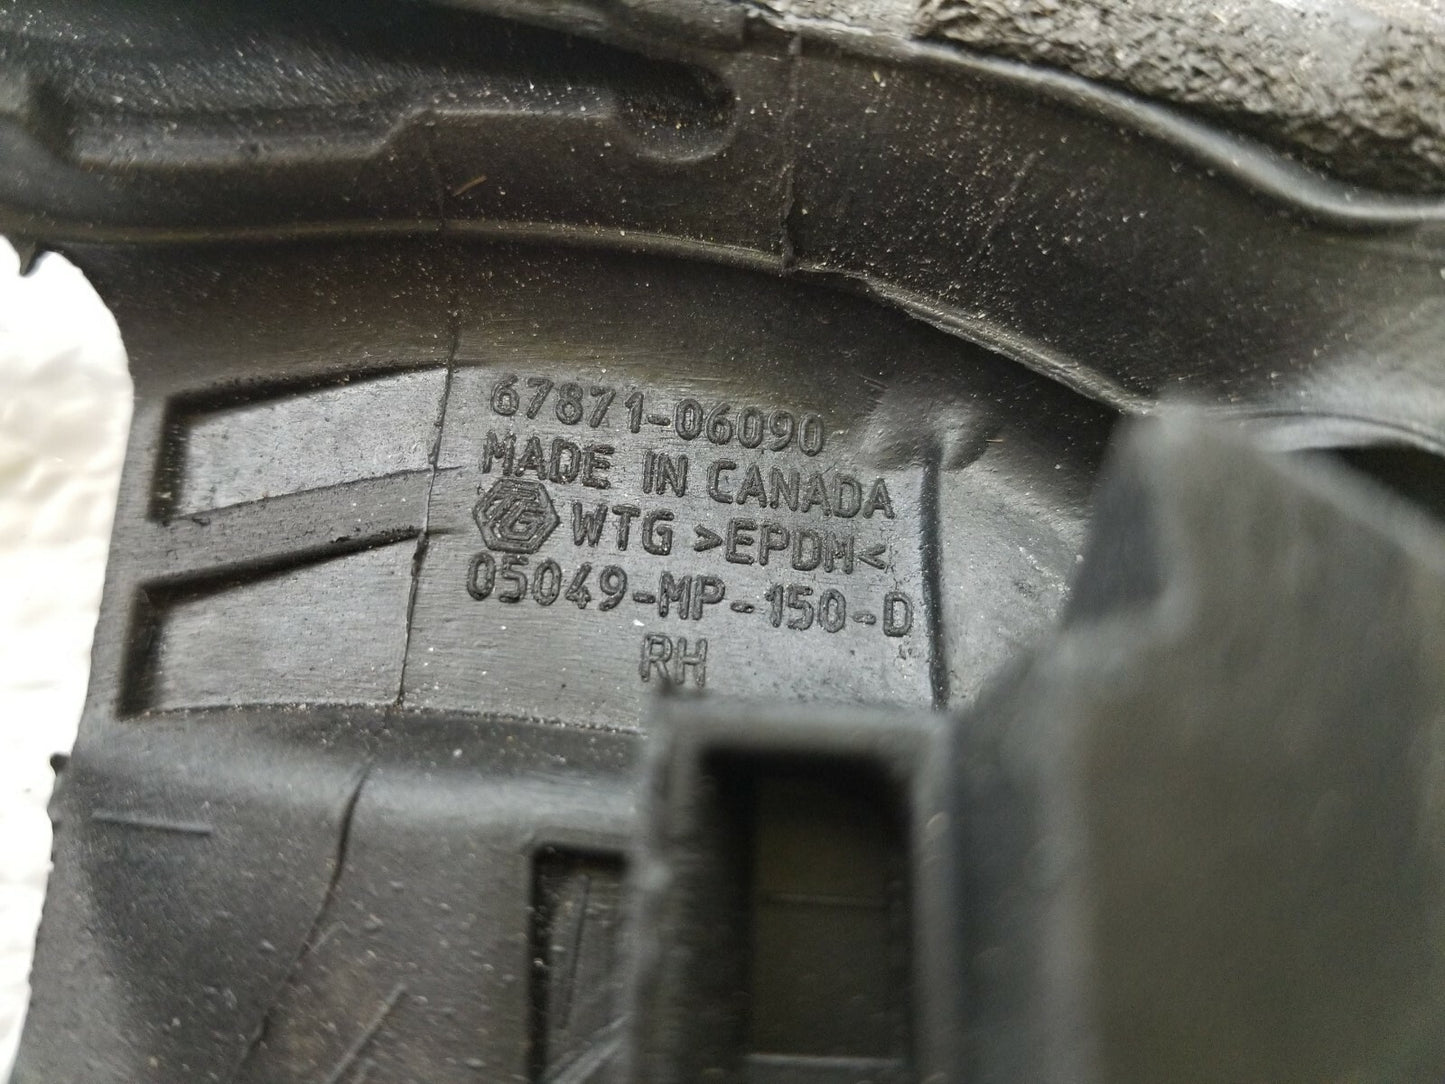 67871-06090
MADE IN CANADA
TG WTG >EPDM<
05049-MP-150-D
RH